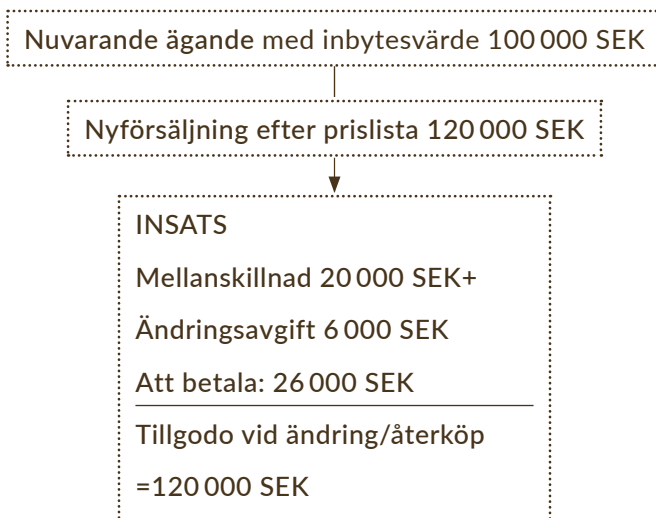 Nuvarande ägande med inbytesvärde 100 000 SEK
Nyförsäljning efter prislista 120 000 SEK
INSATS
Mellanskillnad 20 000 SEK+
Ändringsavgift 6 000 SEK
Att betala: 26 000 SEK
Tillgodo vid ändring/återköp
=120 000 SEK